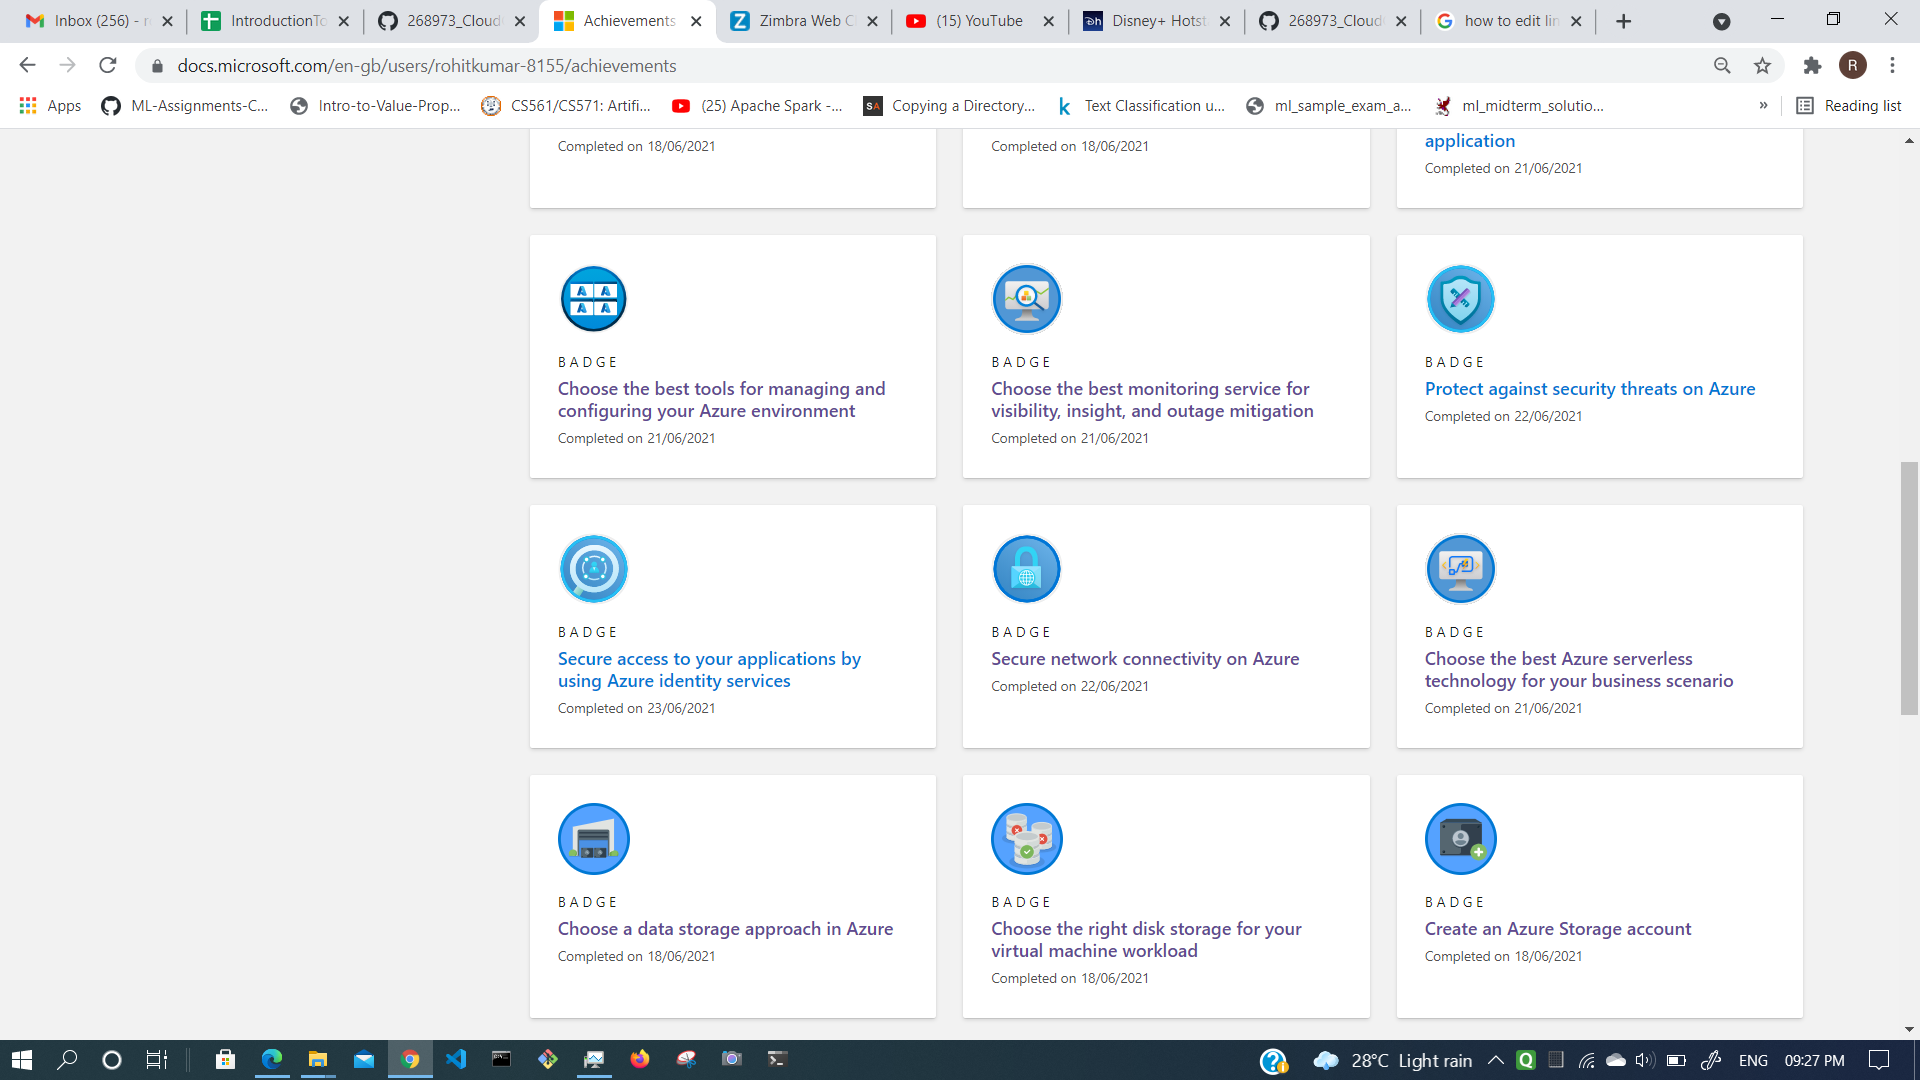 Inbox (256) - r
IntroductionTo
268973_Cloud
Achievements
Zimbra Web C
(15) YouTube
Disney+ Hotst
268973_Cloud
how to edit lin
docs.microsoft.com/en-gb/users/rohitkumar-8155/achievements
R
Apps
ML-Assignments-C...
Intro-to-Value-Prop...
CS561/CS571: Artifi...
(25) Apache Spark -...
SA
Copying a Directory...
k
Text Classification u...
ml_sample_exam_a...
ml_midterm_solutio...
»
Reading list
Completed on 18/06/2021
Completed on 18/06/2021
application
Completed on 21/06/2021
BADGE
Choose the best tools for managing and
configuring your Azure environment
Completed on 21/06/2021
BADGE
Choose the best monitoring service for
visibility, insight, and outage mitigation
Completed on 21/06/2021
BADGE
Protect against security threats on Azure
Completed on 22/06/2021
BADGE
Secure access to your applications by
using Azure identity services
Completed on 23/06/2021
BADGE
Secure network connectivity on Azure
Completed on 22/06/2021
BADGE
Choose the best Azure serverless
technology for your business scenario
Completed on 21/06/2021
BADGE
Choose a data storage approach in Azure
Completed on 18/06/2021
BADGE
Choose the right disk storage for your
virtual machine workload
Completed on 18/06/2021
BADGE
Create an Azure Storage account
Completed on 18/06/2021
28°C Light rain
ENG
09:27 PM